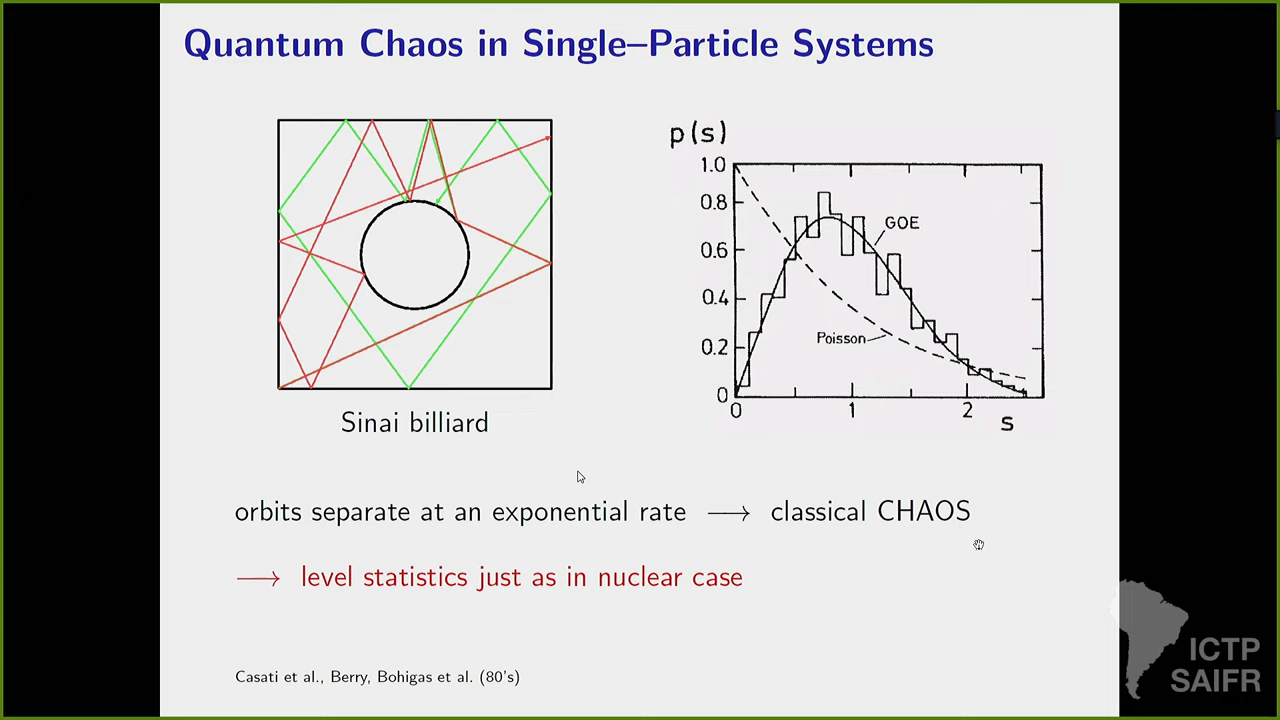 Quantum Chaos in Single–Particle Systems
p(s)
1.0
0.8
0.6
0.4
0.2
0
GOE
Poisson
0 1 2
s
Sinai billiard
orbits separate at an exponential rate ⟶ classical CHAOS
⟶ level statistics just as in nuclear case
Casati et al., Berry, Bohigas et al. (80's)
ICTP
SAIFR